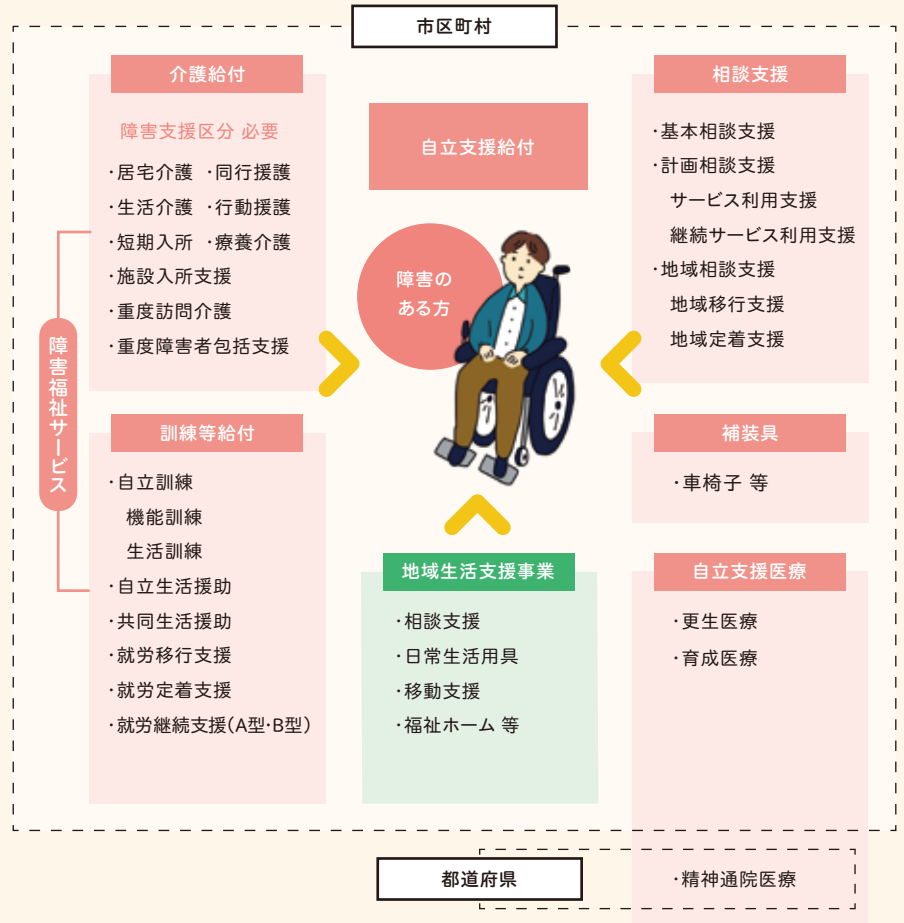 市区町村
介護給付
障害支援区分 必要
・居宅介護 ・同行援護
・生活介護 ・行動援護
・短期入所 ・療養介護
・施設入所支援
・重度訪問介護
・重度障害者包括支援
障害福祉サービス
訓練等給付
・自立訓練
機能訓練
生活訓練
・自立生活援助
・共同生活援助
・就労移行支援
・就労定着支援
・就労継続支援(A型・B型)
自立支援給付
障害の
ある方
地域生活支援事業
・相談支援
・日常生活用具
・移動支援
・福祉ホーム 等
相談支援
・基本相談支援
・計画相談支援
サービス利用支援
継続サービス利用支援
・地域相談支援
地域移行支援
地域定着支援
補装具
・車椅子 等
自立支援医療
・更生医療
・育成医療
都道府県
・精神通院医療